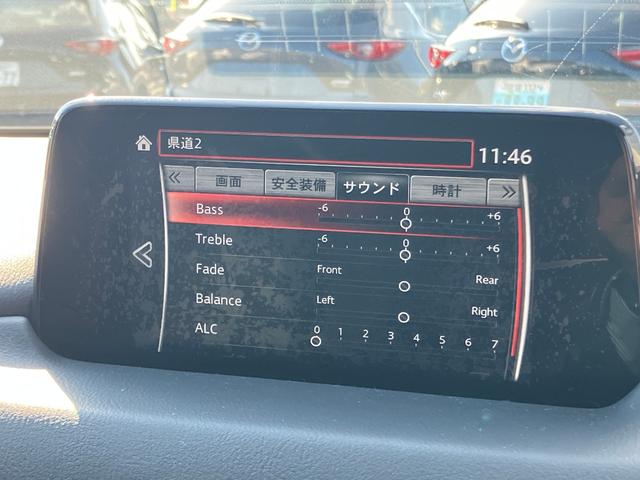 県道2
11:46
画面 安全装備 サウンド 時計
Bass -6 0 +6
Treble -6 0 +6
Fade Front Rear
Balance Left Right
ALC 0 1 2 3 4 5 6 7